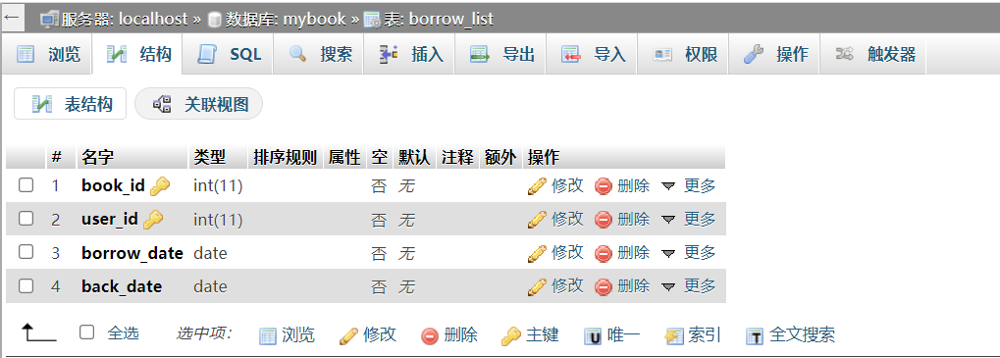 ← 服务器: localhost » 数据库: mybook » 表: borrow_list
浏览 结构 SQL 搜索 插入 导出 导入 权限 操作 触发器
表结构 关联视图
# 名字 类型 排序规则 属性 空 默认 注释 额外 操作
1 book_id int(11) 否 无 修改 删除 更多
2 user_id int(11) 否 无 修改 删除 更多
3 borrow_date date 否 无 修改 删除 更多
4 back_date date 否 无 修改 删除 更多
全选 选中项: 浏览 修改 删除 主键 U 唯一 索引 T 全文搜索